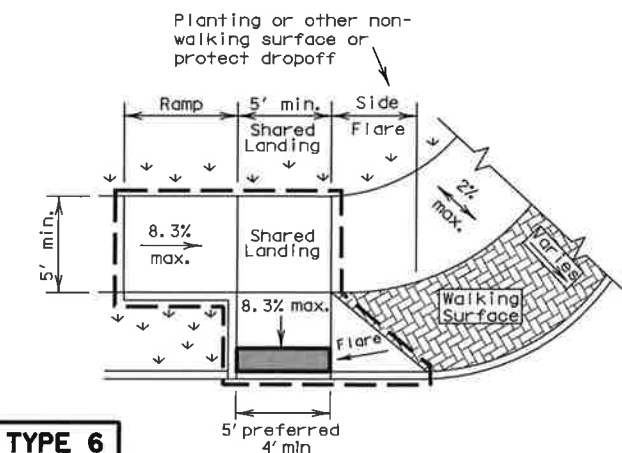 Planting or other non-
walking surface or
protect dropoff
Ramp
5' min.
Side
Shared
Landing
Flare
2%
max.
5' min.
8.3%
max.
Shared
Landing
Varies
Walking
Surface
8.3% max.
Flare
TYPE 6
5' preferred
4' min